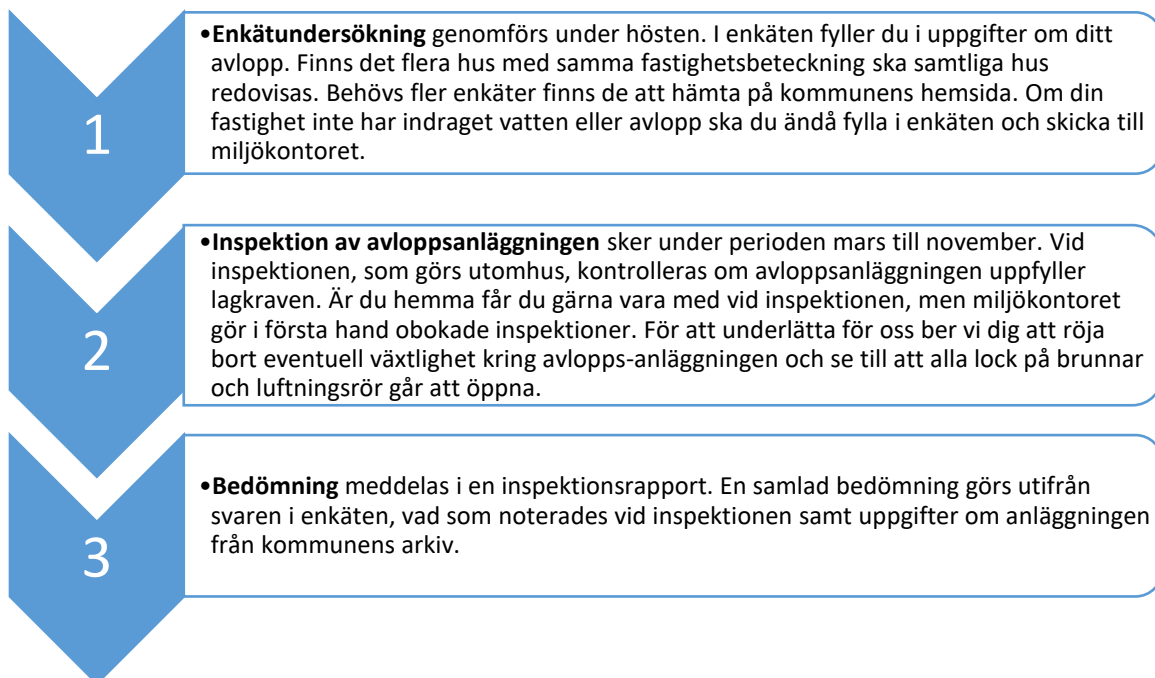 1
•Enkätundersökning genomförs under hösten. I enkäten fyller du i uppgifter om ditt
avlopp. Finns det flera hus med samma fastighetsbeteckning ska samtliga hus
redovisas. Behövs fler enkäter finns de att hämta på kommunens hemsida. Om din
fastighet inte har indraget vatten eller avlopp ska du ändå fylla i enkäten och skicka till
miljökontoret.
2
•Inspektion av avloppsanläggningen sker under perioden mars till november. Vid
inspektionen, som görs utomhus, kontrolleras om avloppsanläggningen uppfyller
lagkraven. Är du hemma får du gärna vara med vid inspektionen, men miljökontoret
gör i första hand obokade inspektioner. För att underlätta för oss ber vi dig att röja
bort eventuell växtlighet kring avlopps-anläggningen och se till att alla lock på brunnar
och luftningsrör går att öppna.
3
•Bedömning meddelas i en inspektionsrapport. En samlad bedömning görs utifrån
svaren i enkäten, vad som noterades vid inspektionen samt uppgifter om anläggningen
från kommunens arkiv.